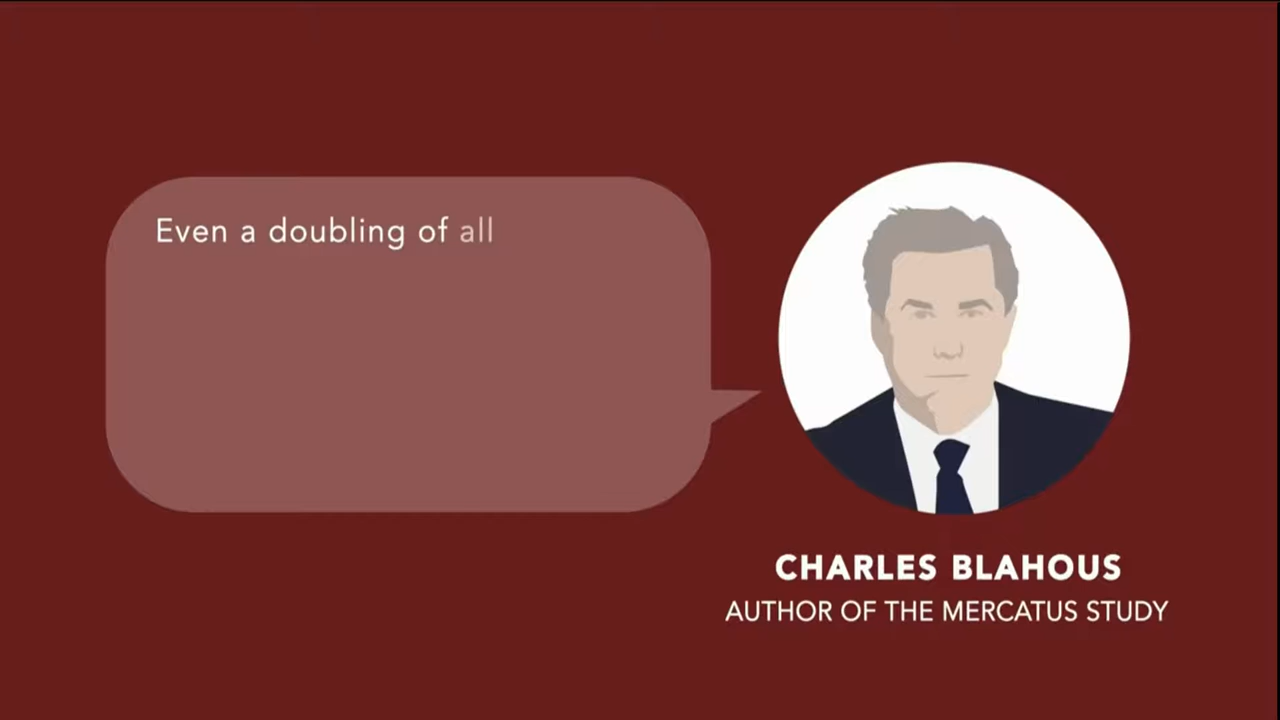 Even a doubling of all
CHARLES BLAHOUS
AUTHOR OF THE MERCATUS STUDY